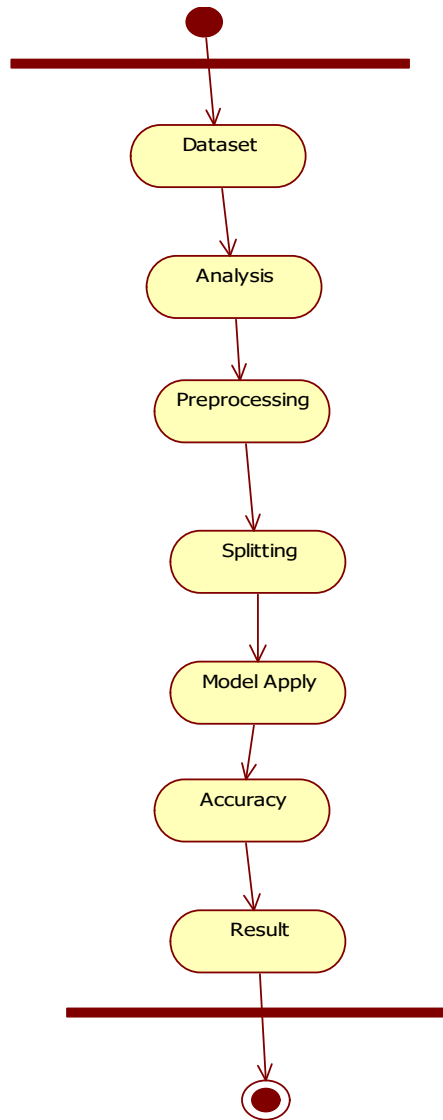 Dataset
Analysis
Preprocessing
Splitting
Model Apply
Accuracy
Result